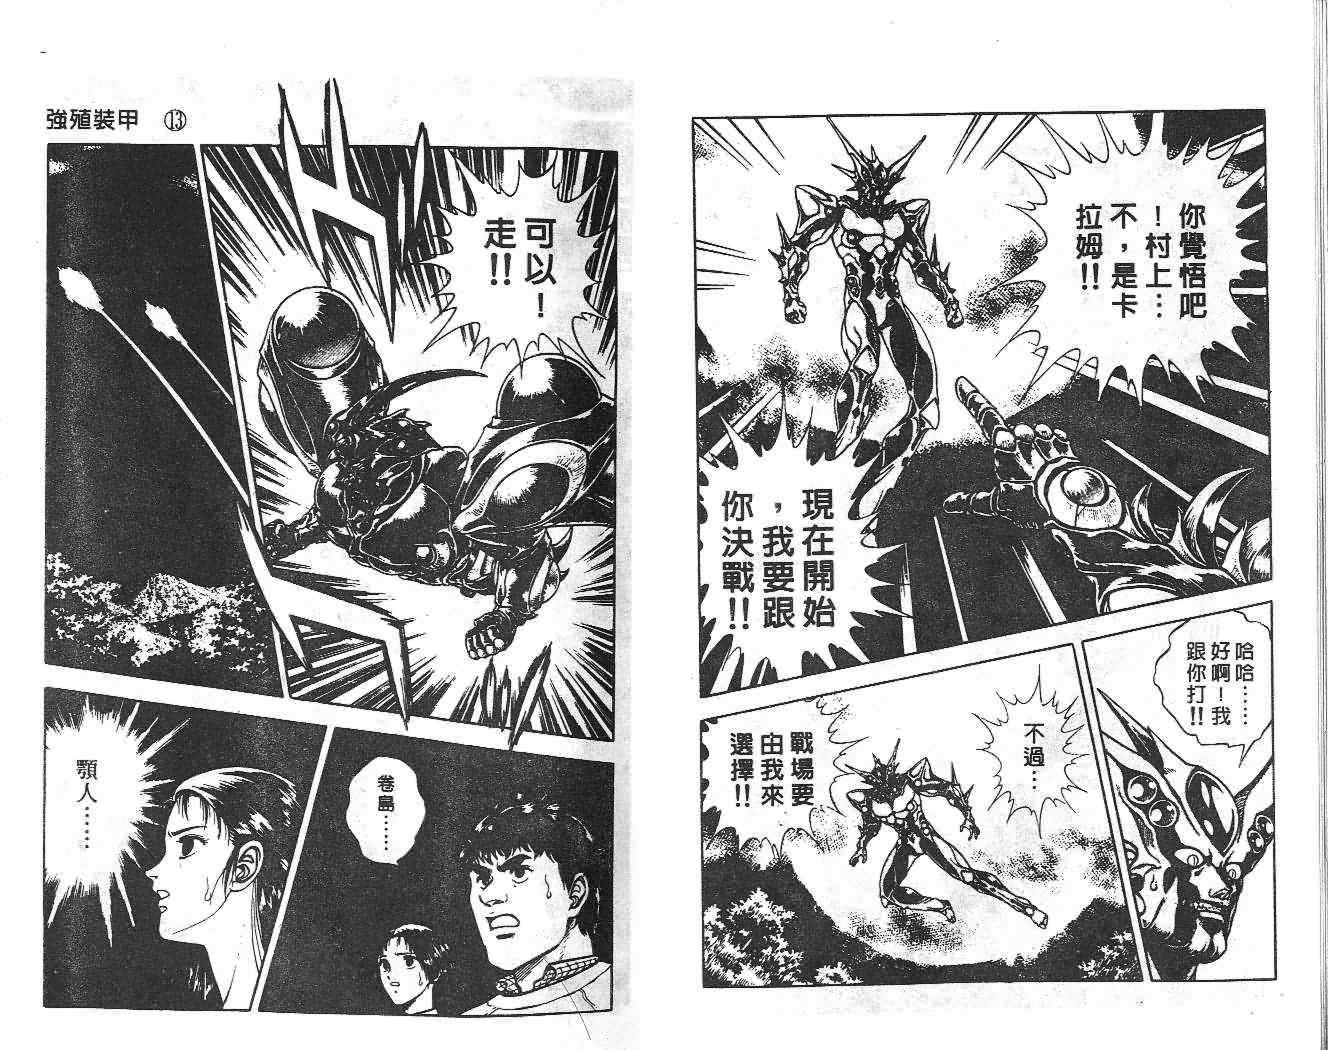 你覺悟吧
！村上…
不，是卡
拉姆!!
現在開始
，我要跟
你決戰!!
哈哈……
好啊！我
跟你打!!
不過…
戰場要
由我來
選擇!!
強殖裝甲 ⑬
可以！
走!!
卷島……
顎人……